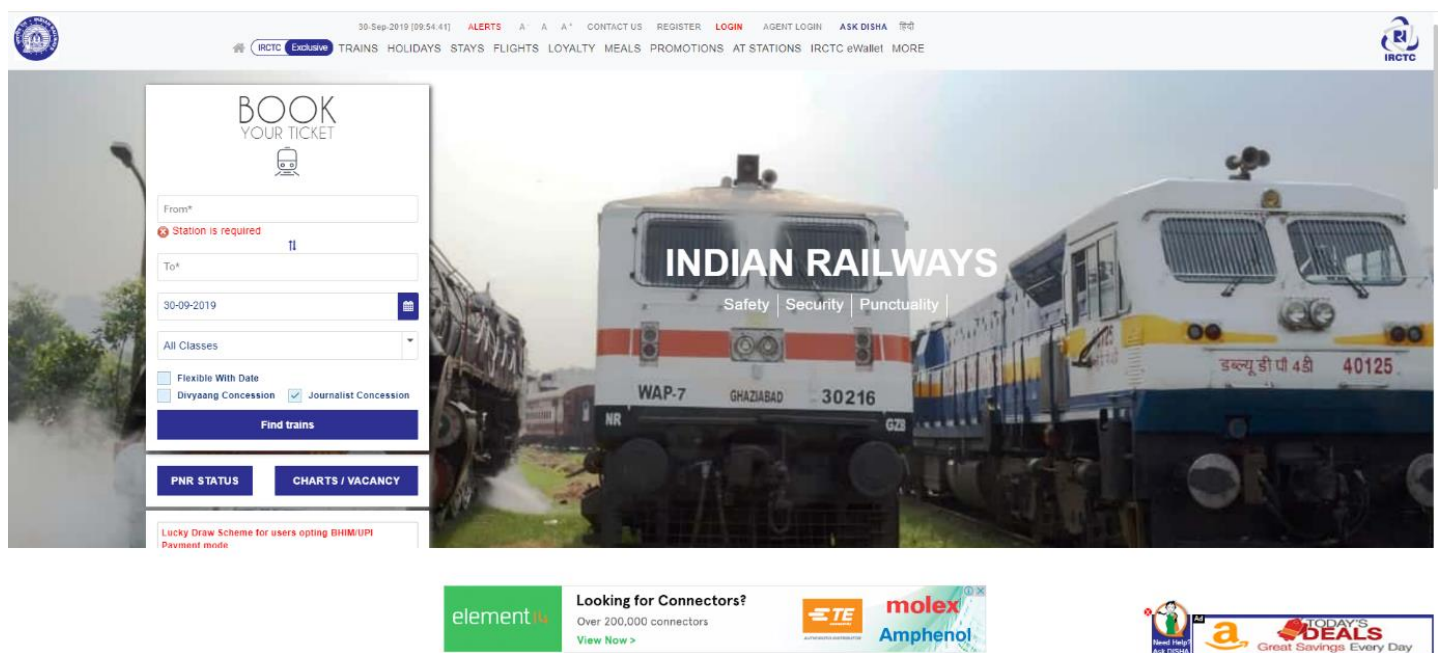 30-Sep-2019 [09:54:41] ALERTS A- A A+ CONTACT US REGISTER LOGIN AGENT LOGIN ASK DISHA हिंदी
IRCTC Exclusive TRAINS HOLIDAYS STAYS FLIGHTS LOYALTY MEALS PROMOTIONS AT STATIONS IRCTC eWallet MORE
IRCTC
BOOK
YOUR TICKET
From*
Station is required
To*
30-09-2019
All Classes
Flexible With Date
Divyaang Concession Journalist Concession
Find trains
PNR STATUS CHARTS / VACANCY
Lucky Draw Scheme for users opting BHIM/UPI
Payment mode
INDIAN RAILWAYS
Safety Security Punctuality
WAP-7 GHAZIABAD 30216
NR GZB
डब्ल्यू डी पी 4डी 40125
element14
Looking for Connectors?
Over 200,000 connectors
View Now >
TE
molex
Amphenol
Need Help?
Ask DISHA
Ad
a
TODAY'S
DEALS
Great Savings Every Day